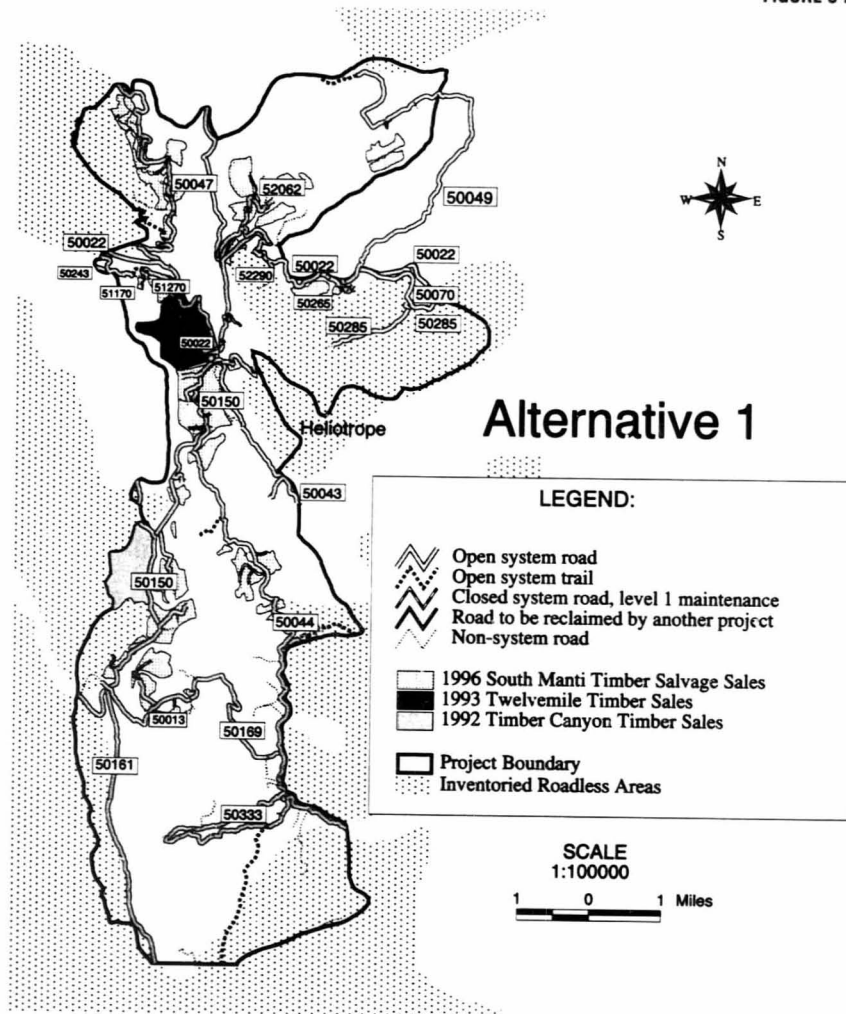 N
W E
S
50047
52062
50049
50022
50243
51170
51270
52290
50022
50022
50265
50070
50285
50285
50022
50150
Heliotrope
Alternative 1
50043
50150
50044
50013
50169
50161
50333
LEGEND:
Open system road
Open system trail
Closed system road, level 1 maintenance
Road to be reclaimed by another project
Non-system road
1996 South Manti Timber Salvage Sales
1993 Twelvemile Timber Sales
1992 Timber Canyon Timber Sales
Project Boundary
Inventoried Roadless Areas
SCALE
1:100000
1 0 1 Miles